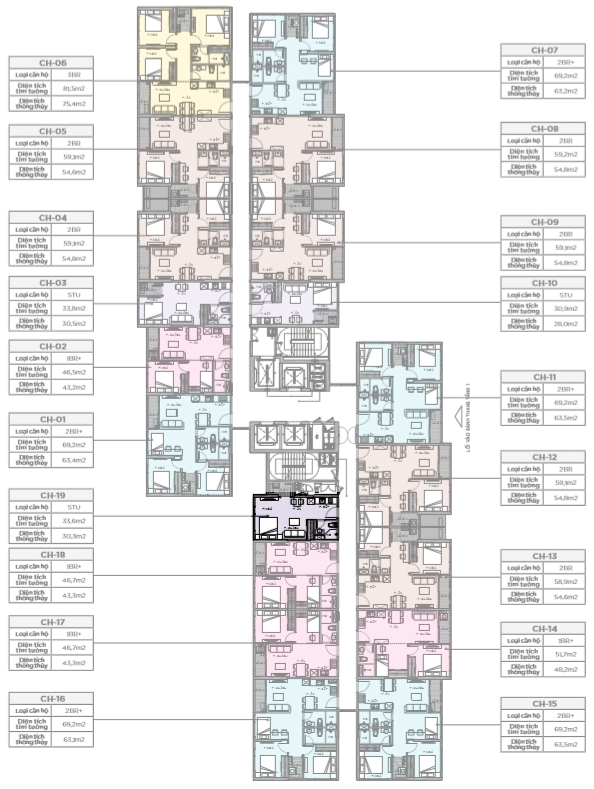 CH-06
Loại căn hộ 3BR
Diện tích tim tường 81,5m2
Diện tích thông thủy 75,4m2
CH-05
Loại căn hộ 2BR
Diện tích tim tường 59,1m2
Diện tích thông thủy 54,6m2
CH-04
Loại căn hộ 2BR
Diện tích tim tường 59,1m2
Diện tích thông thủy 54,8m2
CH-03
Loại căn hộ STU
Diện tích tim tường 33,8m2
Diện tích thông thủy 30,5m2
CH-02
Loại căn hộ 1BR+
Diện tích tim tường 46,5m2
Diện tích thông thủy 43,2m2
CH-01
Loại căn hộ 2BR+
Diện tích tim tường 69,2m2
Diện tích thông thủy 63,4m2
CH-19
Loại căn hộ STU
Diện tích tim tường 33,6m2
Diện tích thông thủy 30,3m2
CH-18
Loại căn hộ 1BR+
Diện tích tim tường 46,7m2
Diện tích thông thủy 43,3m2
CH-17
Loại căn hộ 1BR+
Diện tích tim tường 46,7m2
Diện tích thông thủy 43,3m2
CH-16
Loại căn hộ 2BR+
Diện tích tim tường 69,2m2
Diện tích thông thủy 63,1m2
CH-07
Loại căn hộ 2BR+
Diện tích tim tường 69,2m2
Diện tích thông thủy 63,2m2
CH-08
Loại căn hộ 2BR
Diện tích tim tường 59,2m2
Diện tích thông thủy 54,8m2
CH-09
Loại căn hộ 2BR
Diện tích tim tường 59,1m2
Diện tích thông thủy 54,8m2
CH-10
Loại căn hộ STU
Diện tích tim tường 30,9m2
Diện tích thông thủy 28,0m2
CH-11
Loại căn hộ 2BR+
Diện tích tim tường 69,2m2
Diện tích thông thủy 63,5m2
LỐI VÀO SẢNH THANG TẦNG 1
CH-12
Loại căn hộ 2BR
Diện tích tim tường 59,1m2
Diện tích thông thủy 54,8m2
CH-13
Loại căn hộ 2BR
Diện tích tim tường 58,9m2
Diện tích thông thủy 54,6m2
CH-14
Loại căn hộ 1BR+
Diện tích tim tường 51,7m2
Diện tích thông thủy 48,2m2
CH-15
Loại căn hộ 2BR+
Diện tích tim tường 69,2m2
Diện tích thông thủy 63,5m2